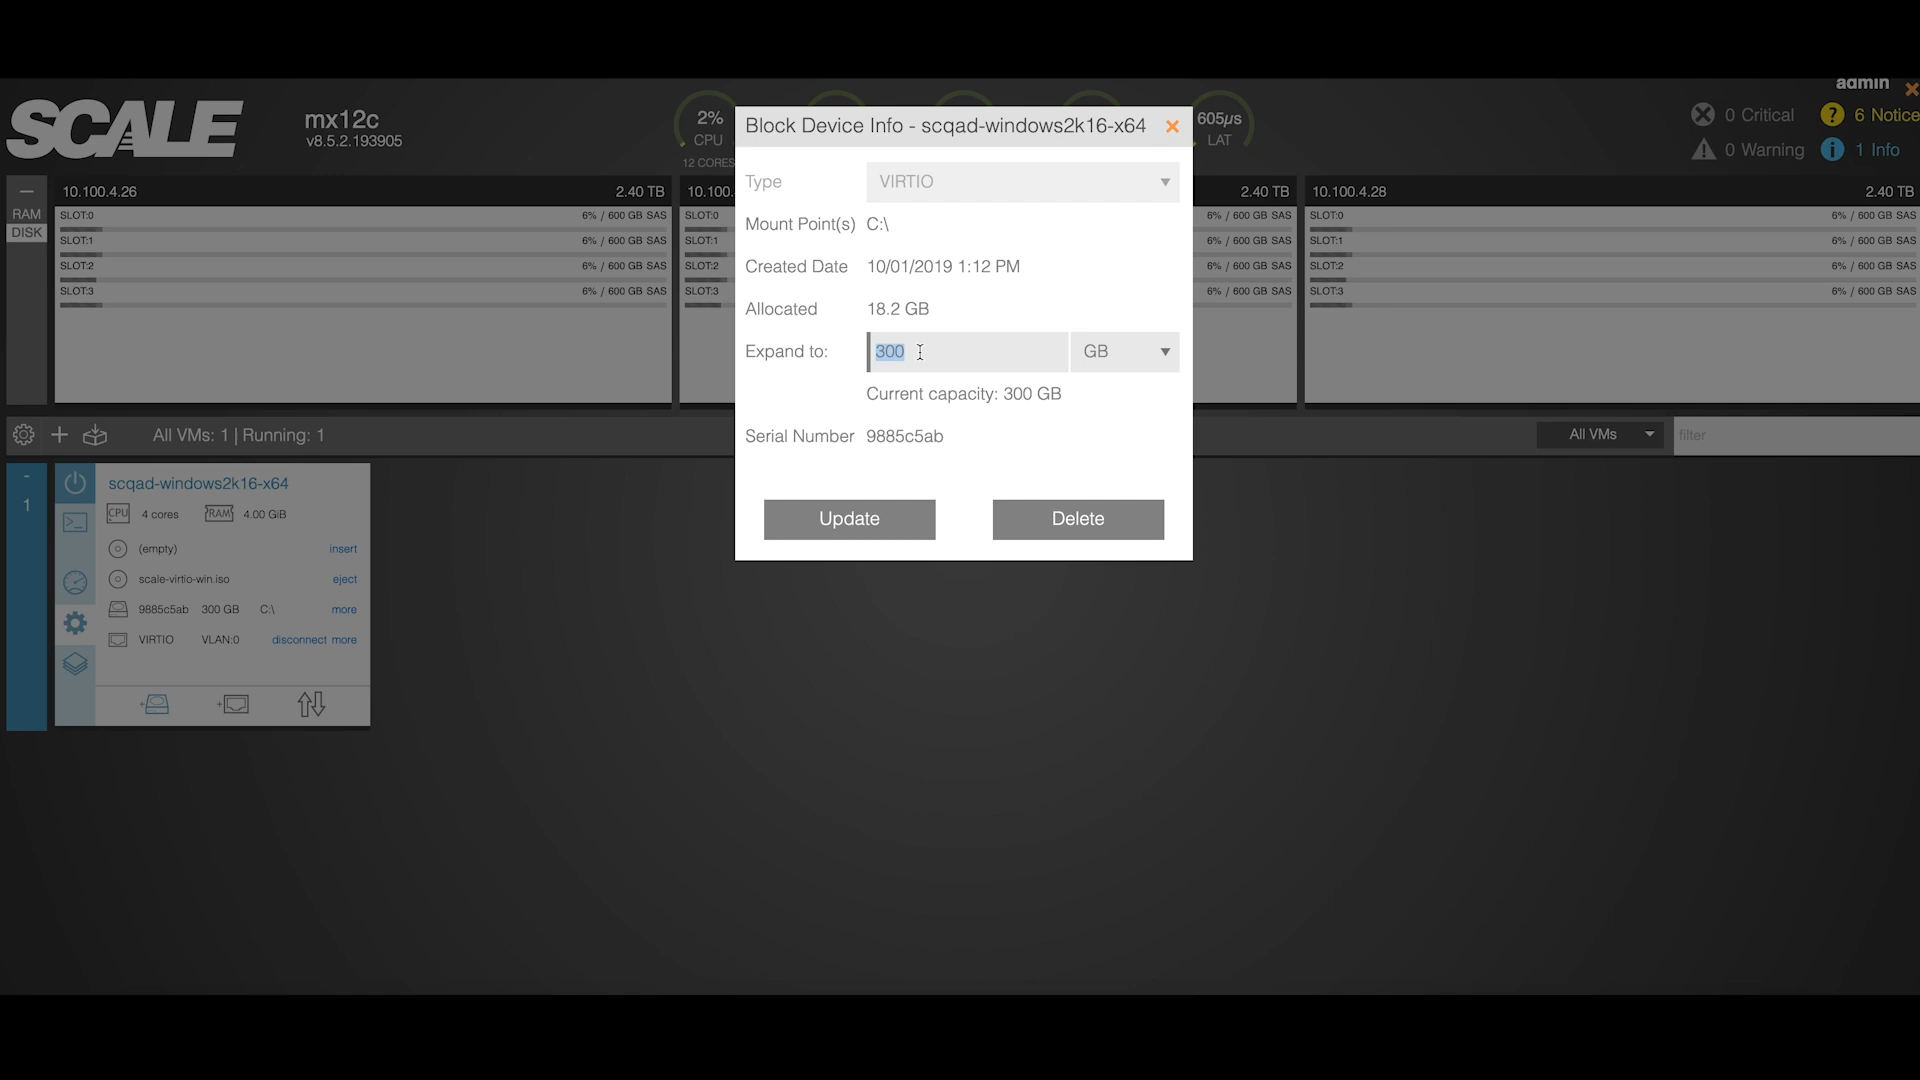 admin
SCALE
mx12c
v8.5.2.193905
2%
CPU
12 CORES
605µs
LAT
0 Critical
6 Notice
0 Warning
1 Info
RAM
DISK
10.100.4.26 2.40 TB
SLOT:0 6% / 600 GB SAS
SLOT:1 6% / 600 GB SAS
SLOT:2 6% / 600 GB SAS
SLOT:3 6% / 600 GB SAS
10.100. 2.40 TB
SLOT:0 6% / 600 GB SAS
SLOT:1 6% / 600 GB SAS
SLOT:2 6% / 600 GB SAS
SLOT:3 6% / 600 GB SAS
10.100.4.28 2.40 TB
SLOT:0 6% / 600 GB SAS
SLOT:1 6% / 600 GB SAS
SLOT:2 6% / 600 GB SAS
SLOT:3 6% / 600 GB SAS
Block Device Info - scqad-windows2k16-x64
Type VIRTIO
Mount Point(s) C:\
Created Date 10/01/2019 1:12 PM
Allocated 18.2 GB
Expand to: 300 GB
Current capacity: 300 GB
Serial Number 9885c5ab
Update Delete
All VMs: 1 | Running: 1
All VMs
filter
-
1
scqad-windows2k16-x64
CPU 4 cores RAM 4.00 GiB
(empty) insert
scale-virtio-win.iso eject
9885c5ab 300 GB C:\ more
VIRTIO VLAN:0 disconnect more